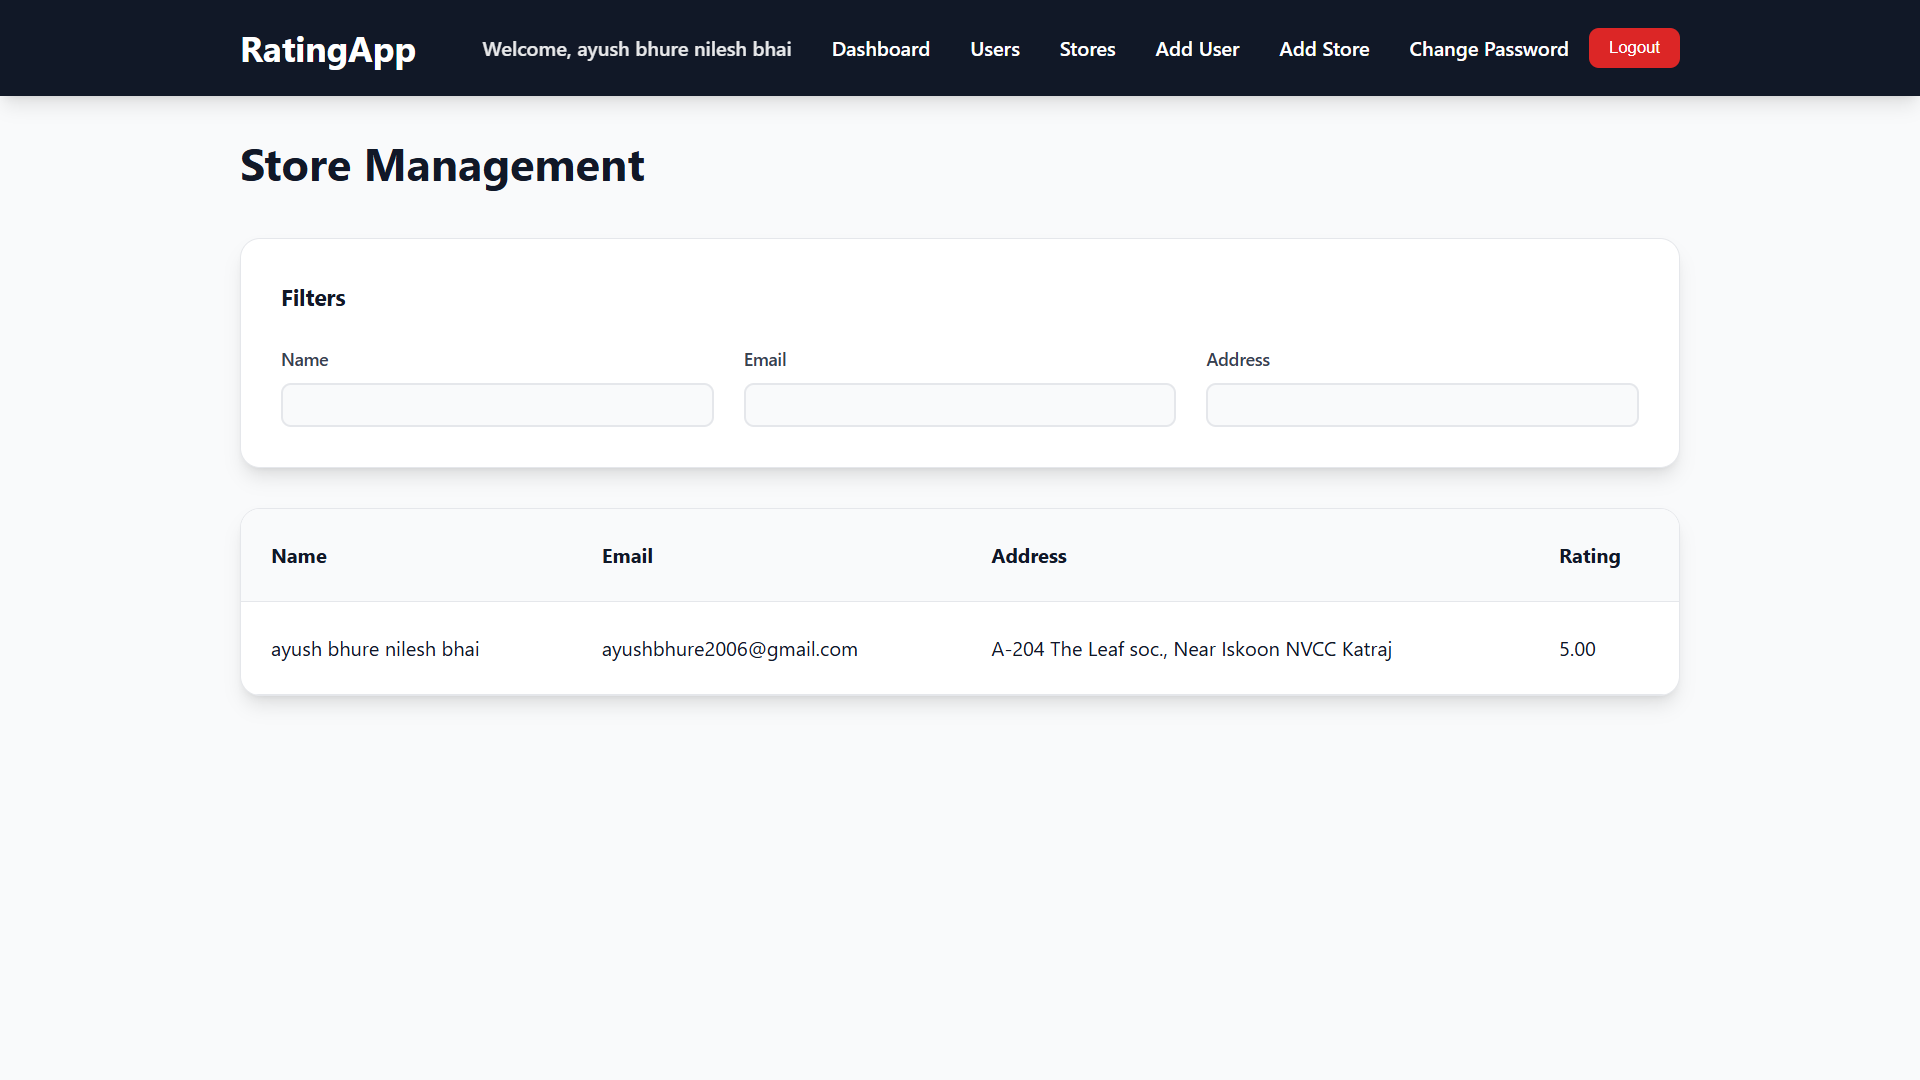 RatingApp Welcome, ayush bhure nilesh bhai Dashboard Users Stores Add User Add Store Change Password Logout
Store Management
Filters
Name Email Address
Name Email Address Rating
ayush bhure nilesh bhai ayushbhure2006@gmail.com A-204 The Leaf soc., Near Iskoon NVCC Katraj 5.00